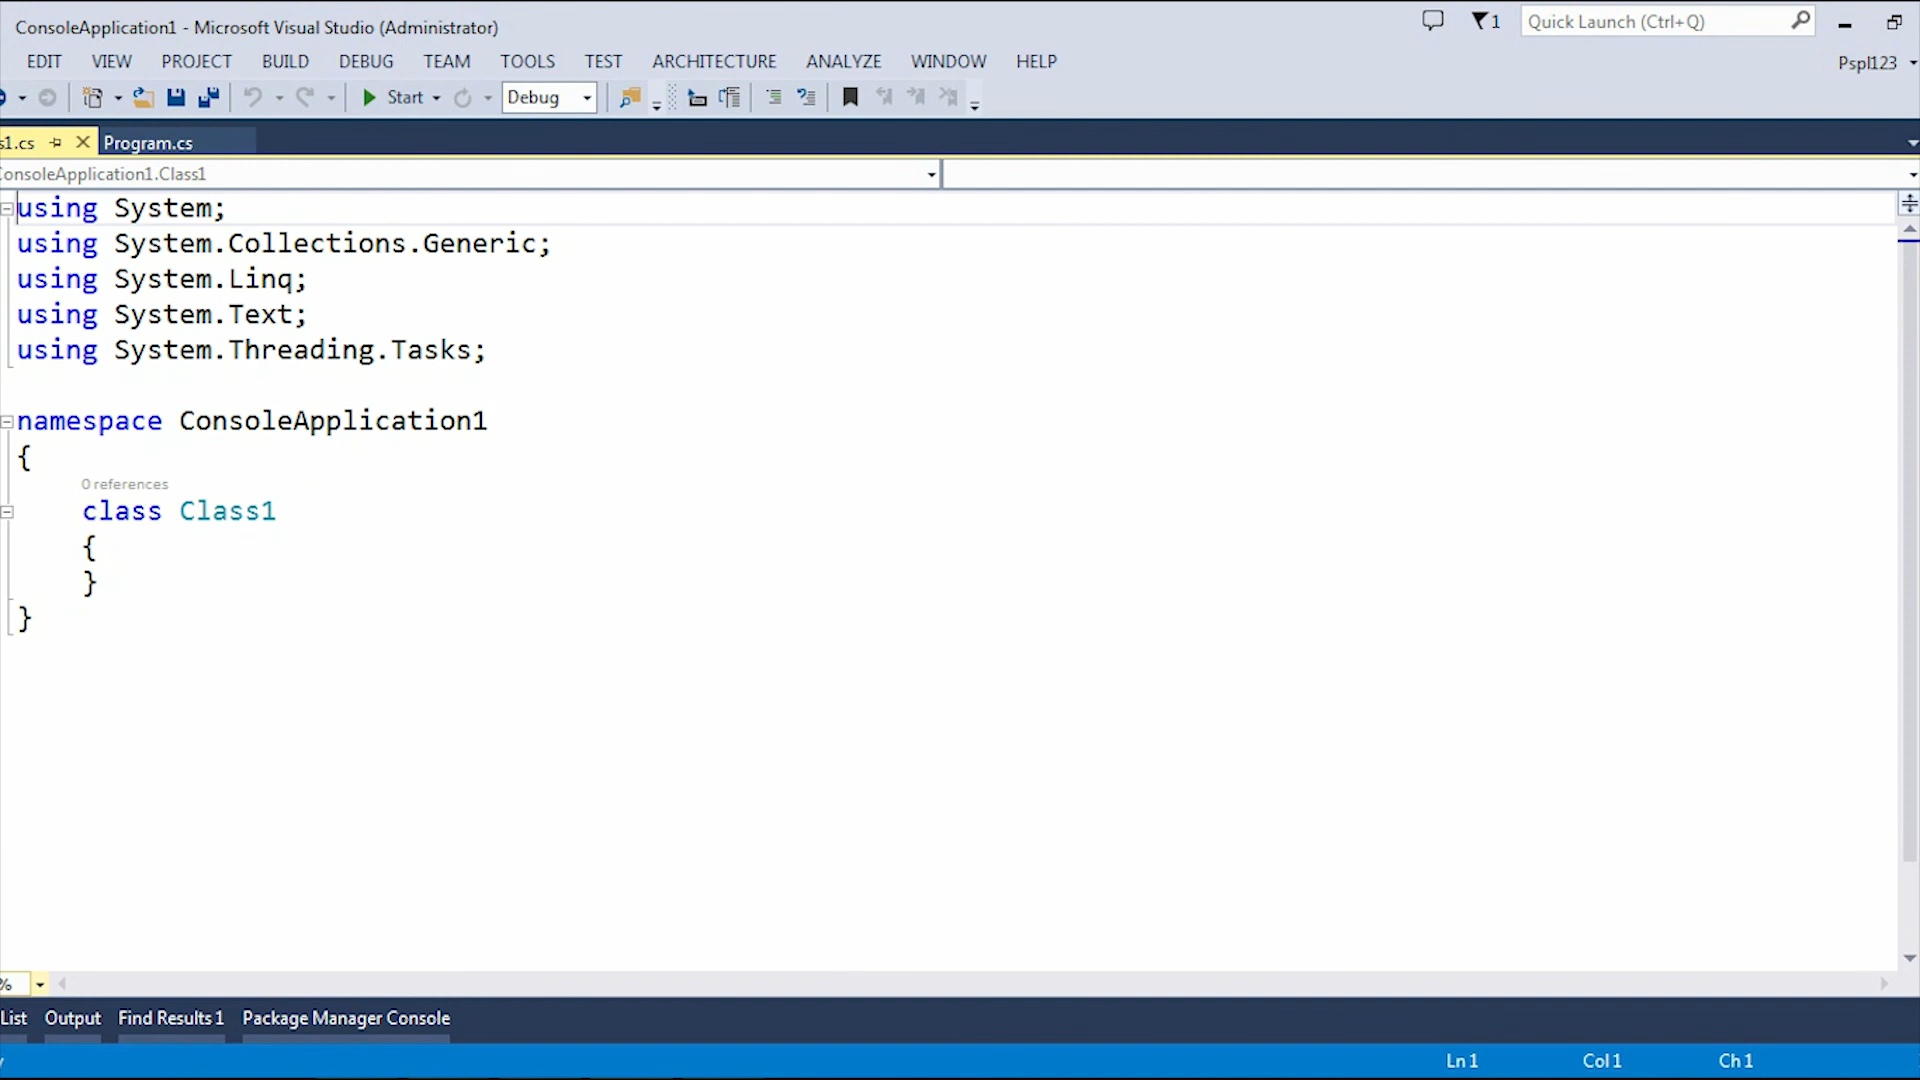 ConsoleApplication1 - Microsoft Visual Studio (Administrator)
1
Quick Launch (Ctrl+Q)
EDIT VIEW PROJECT BUILD DEBUG TEAM TOOLS TEST ARCHITECTURE ANALYZE WINDOW HELP
Pspl123
Start Debug
s1.cs Program.cs
onsoleApplication1.Class1
using System;
using System.Collections.Generic;
using System.Linq;
using System.Text;
using System.Threading.Tasks;
namespace ConsoleApplication1
{
0 references
class Class1
{
}
}
%
List Output Find Results 1 Package Manager Console
Ln 1 Col 1 Ch 1